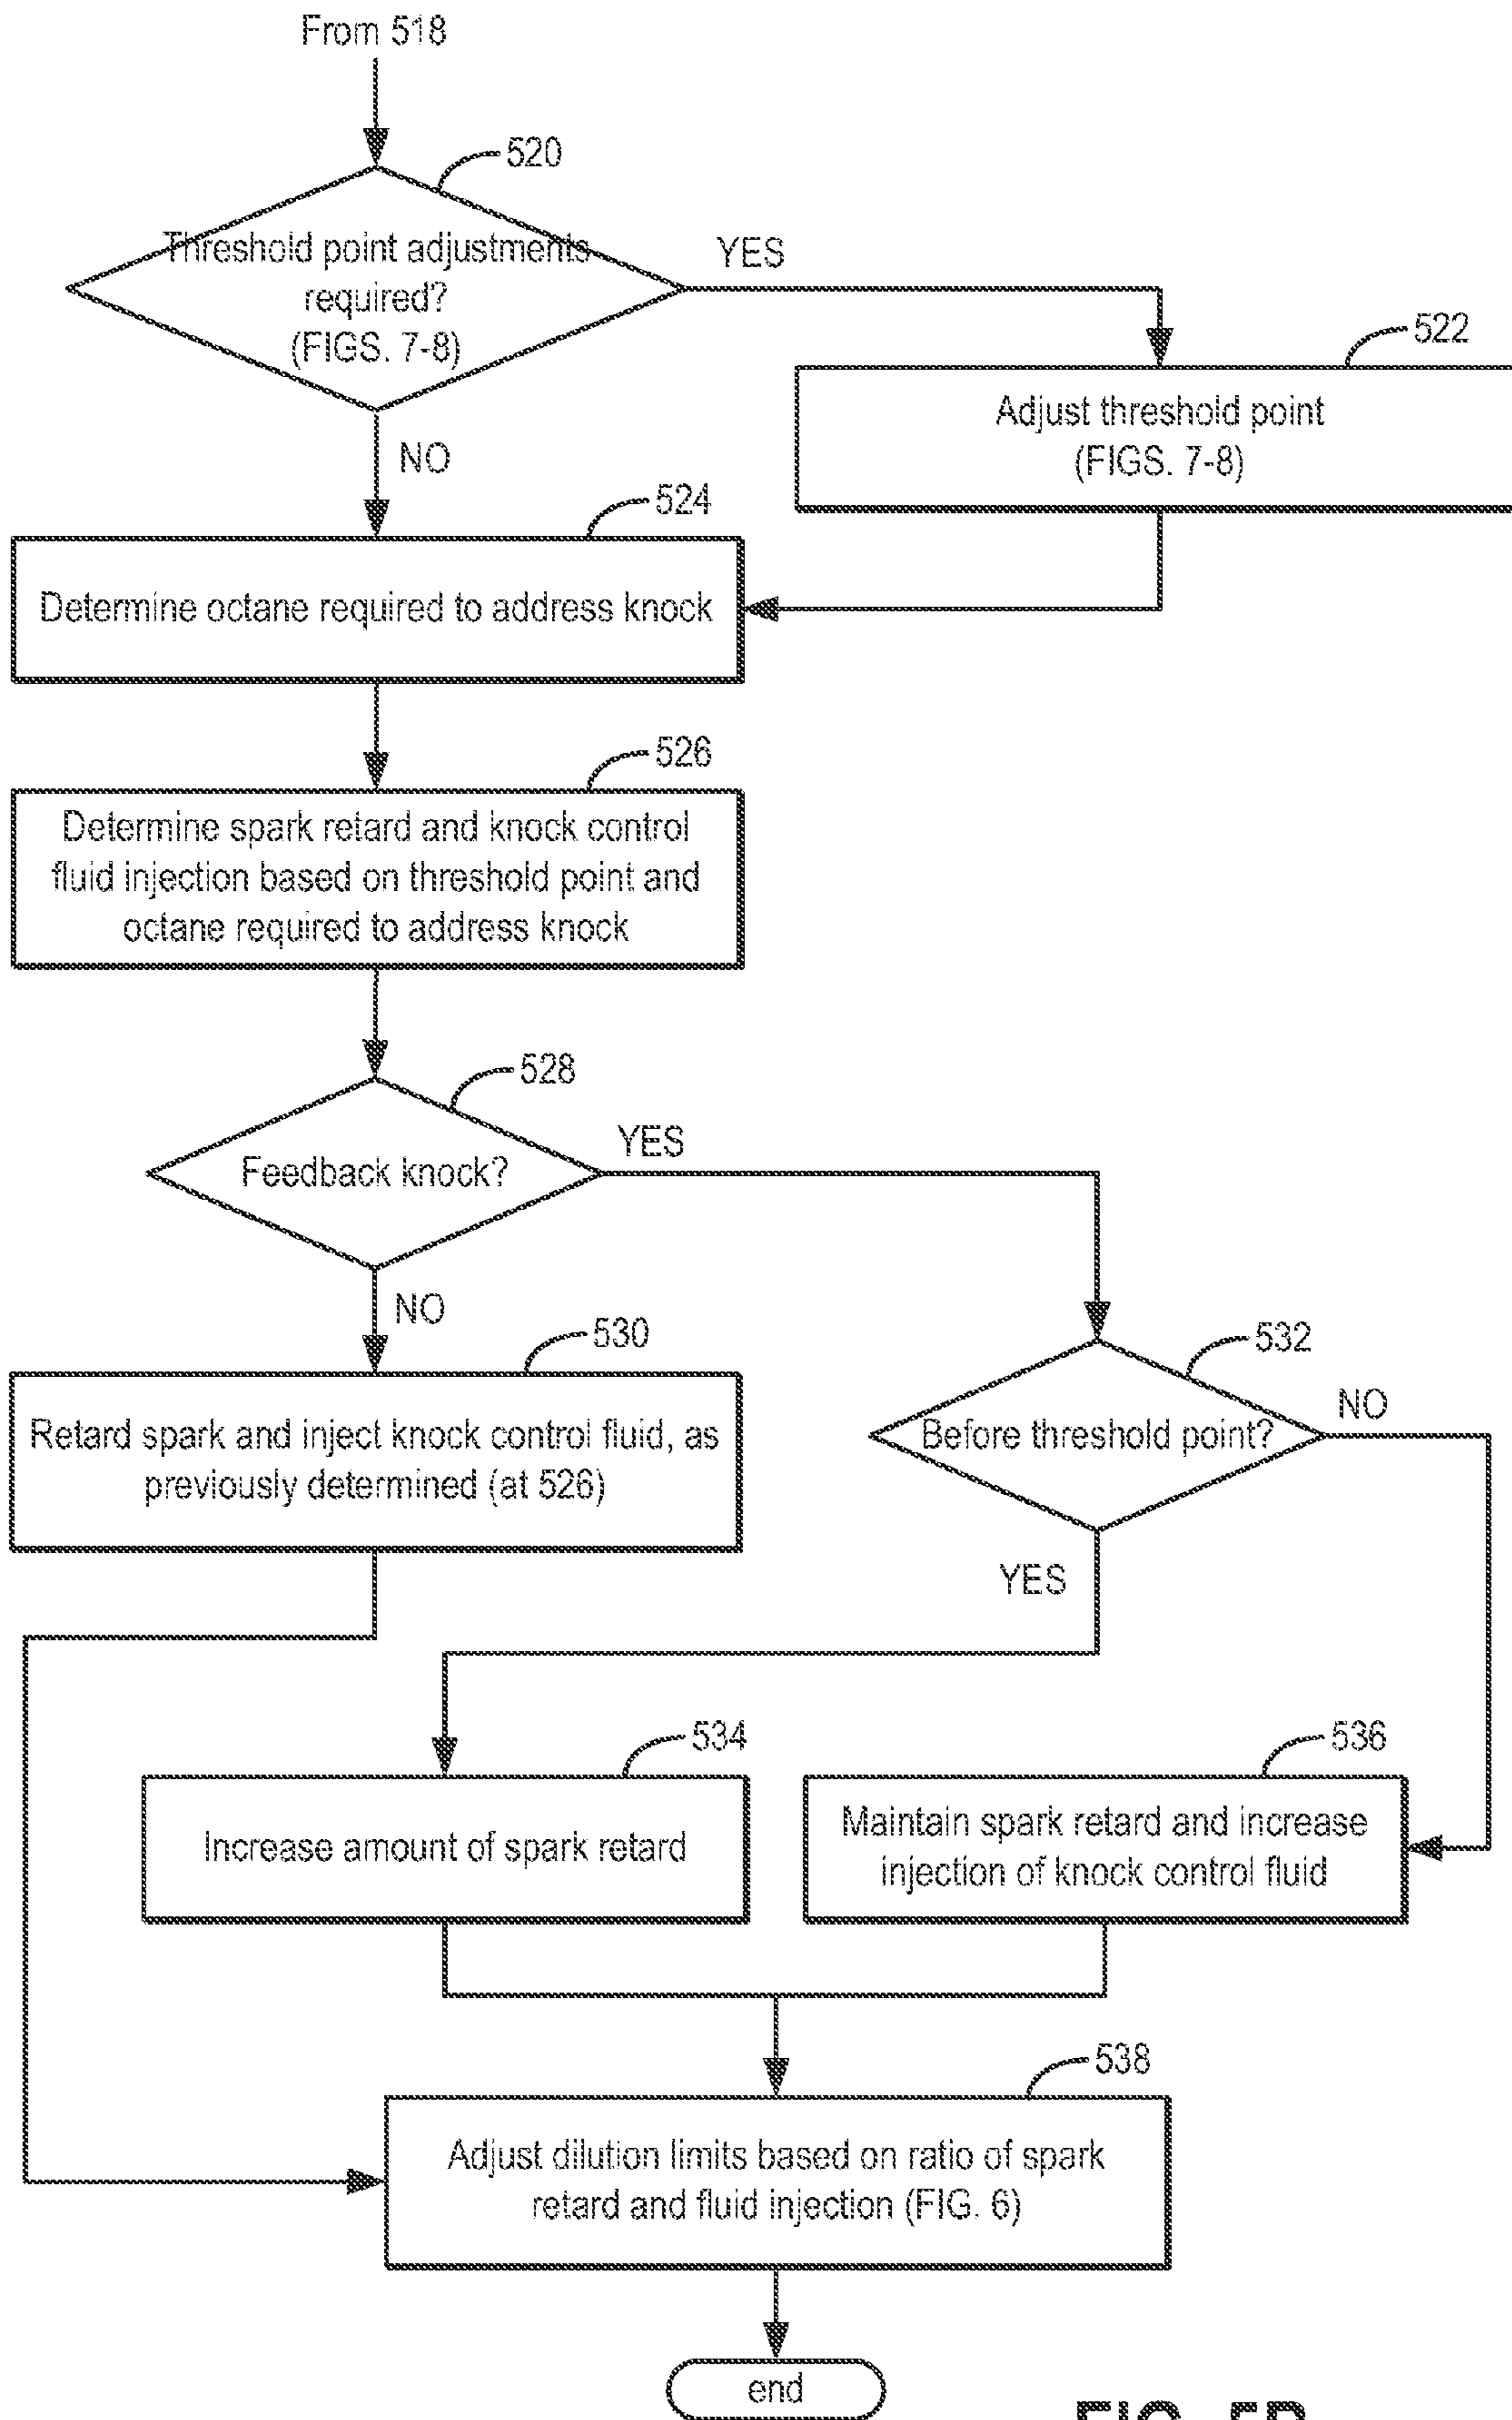 From 518
520
Threshold point adjustments
required?
(FIGS. 7-8)
YES
NO
522
Adjust threshold point
(FIGS. 7-8)
524
Determine octane required to address knock
526
Determine spark retard and knock control
fluid injection based on threshold point and
octane required to address knock
528
Feedback knock?
YES
NO
530
Retard spark and inject knock control fluid, as
previously determined (at 526)
532
Before threshold point?
NO
YES
534
Increase amount of spark retard
536
Maintain spark retard and increase
injection of knock control fluid
538
Adjust dilution limits based on ratio of spark
retard and fluid injection (FIG. 6)
end
FIG. 5B